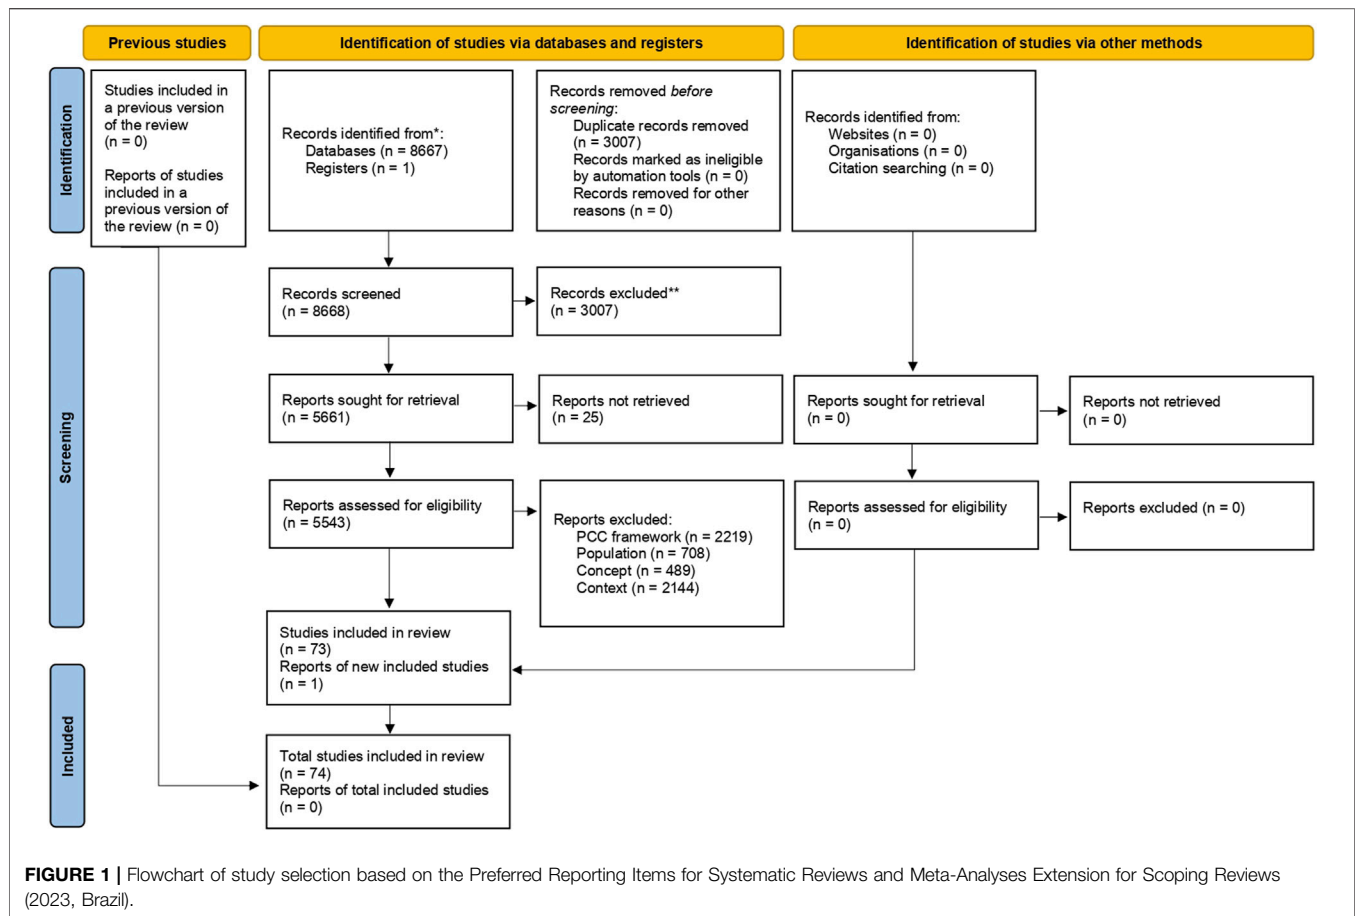 Previous studies
Identification of studies via databases and registers
Identification of studies via other methods
Identification
Studies included in
a previous version
of the review
(n = 0)
Reports of studies
included in a
previous version of
the review (n = 0)
Records identified from*:
Databases (n = 8667)
Registers (n = 1)
Records removed before
screening:
Duplicate records removed
(n = 3007)
Records marked as ineligible
by automation tools (n = 0)
Records removed for other
reasons (n = 0)
Records identified from:
Websites (n = 0)
Organisations (n = 0)
Citation searching (n = 0)
Screening
Records screened
(n = 8668)
Records excluded**
(n = 3007)
Reports sought for retrieval
(n = 5661)
Reports not retrieved
(n = 25)
Reports sought for retrieval
(n = 0)
Reports not retrieved
(n = 0)
Reports assessed for eligibility
(n = 5543)
Reports excluded:
PCC framework (n = 2219)
Population (n = 708)
Concept (n = 489)
Context (n = 2144)
Reports assessed for eligibility
(n = 0)
Reports excluded (n = 0)
Studies included in review
(n = 73)
Reports of new included studies
(n = 1)
Included
Total studies included in review
(n = 74)
Reports of total included studies
(n = 0)
FIGURE 1 | Flowchart of study selection based on the Preferred Reporting Items for Systematic Reviews and Meta-Analyses Extension for Scoping Reviews
(2023, Brazil).